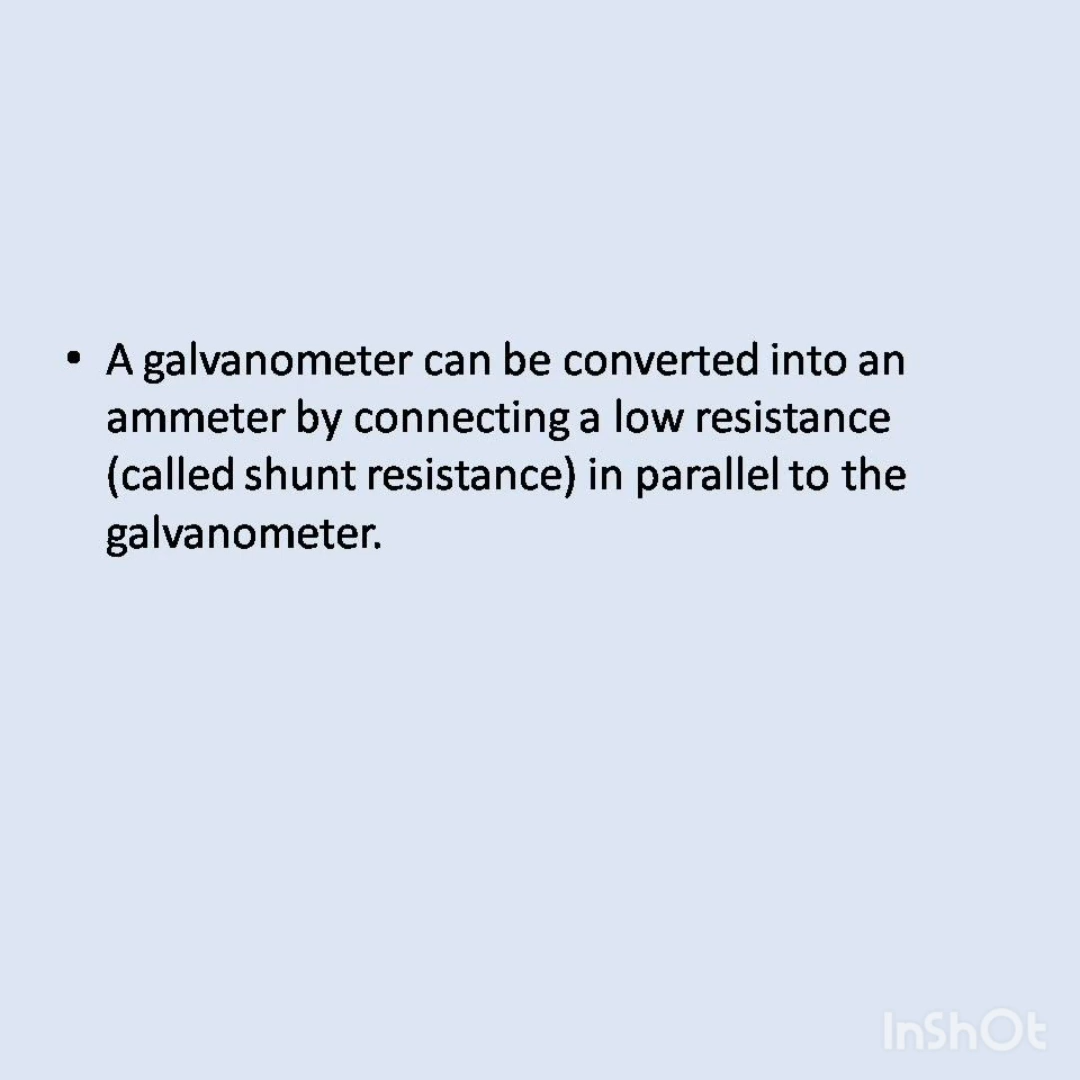 • A galvanometer can be converted into an
ammeter by connecting a low resistance
(called shunt resistance) in parallel to the
galvanometer.
InShOt